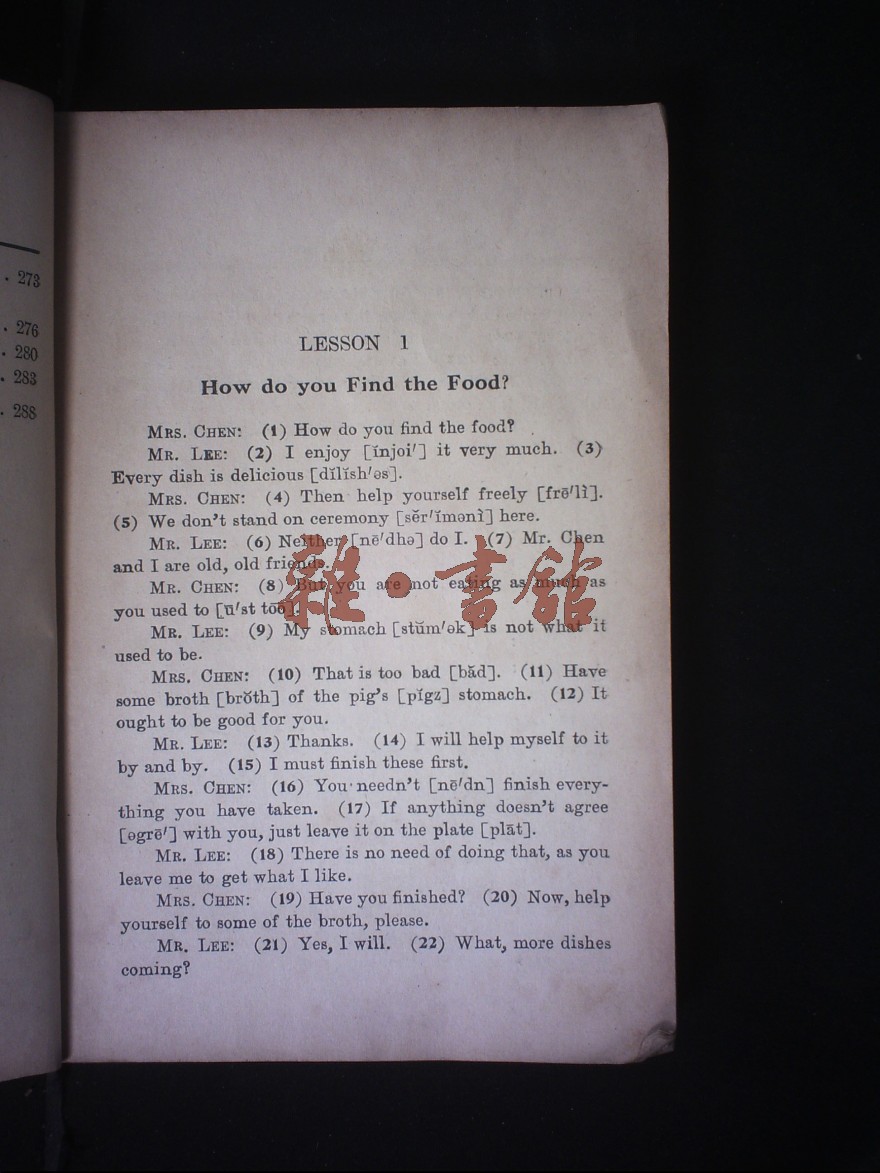 . 273
. 276
. 280
. 283
. 288
LESSON 1
How do you Find the Food?
MRS. CHEN: (1) How do you find the food?
MR. LEE: (2) I enjoy [ĭnjoi′] it very much. (3)
Every dish is delicious [dĭlĭsh′əs].
MRS. CHEN: (4) Then help yourself freely [frē′lĭ].
(5) We don't stand on ceremony [sĕr′ĭmənĭ] here.
MR. LEE: (6) Neither [nē′dhə] do I. (7) Mr. Chen
and I are old, old friends.
MR. CHEN: (8) But you are not eating as much as
you used to [ū′st tōō].
MR. LEE: (9) My stomach [stŭm′ək] is not what it
used to be.
MRS. CHEN: (10) That is too bad [băd]. (11) Have
some broth [brŏth] of the pig's [pĭgz] stomach. (12) It
ought to be good for you.
MR. LEE: (13) Thanks. (14) I will help myself to it
by and by. (15) I must finish these first.
MRS. CHEN: (16) You needn't [nē′dn] finish every-
thing you have taken. (17) If anything doesn't agree
[əgrē′] with you, just leave it on the plate [plāt].
MR. LEE: (18) There is no need of doing that, as you
leave me to get what I like.
MRS. CHEN: (19) Have you finished? (20) Now, help
yourself to some of the broth, please.
MR. LEE: (21) Yes, I will. (22) What, more dishes
coming?
雜·書館